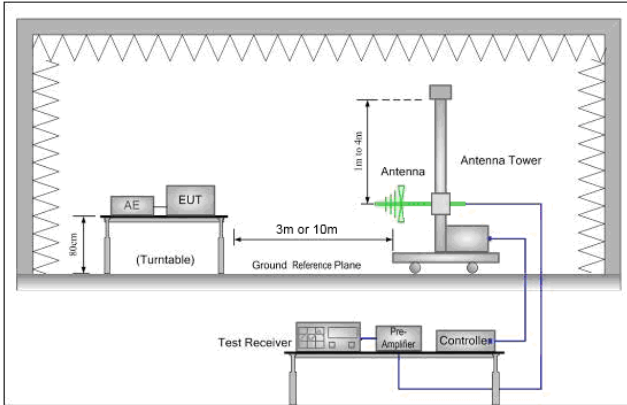 1m to 4m
Antenna
Antenna Tower
AE
EUT
80cm
(Turntable)
3m or 10m
Ground Reference Plane
Test Receiver
Pre-
Amplifier
Controller